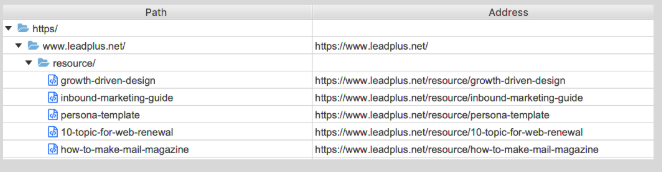 Path Address
https/
www.leadplus.net/ https://www.leadplus.net/
resource/
growth-driven-design https://www.leadplus.net/resource/growth-driven-design
inbound-marketing-guide https://www.leadplus.net/resource/inbound-marketing-guide
persona-template https://www.leadplus.net/resource/persona-template
10-topic-for-web-renewal https://www.leadplus.net/resource/10-topic-for-web-renewal
how-to-make-mail-magazine https://www.leadplus.net/resource/how-to-make-mail-magazine